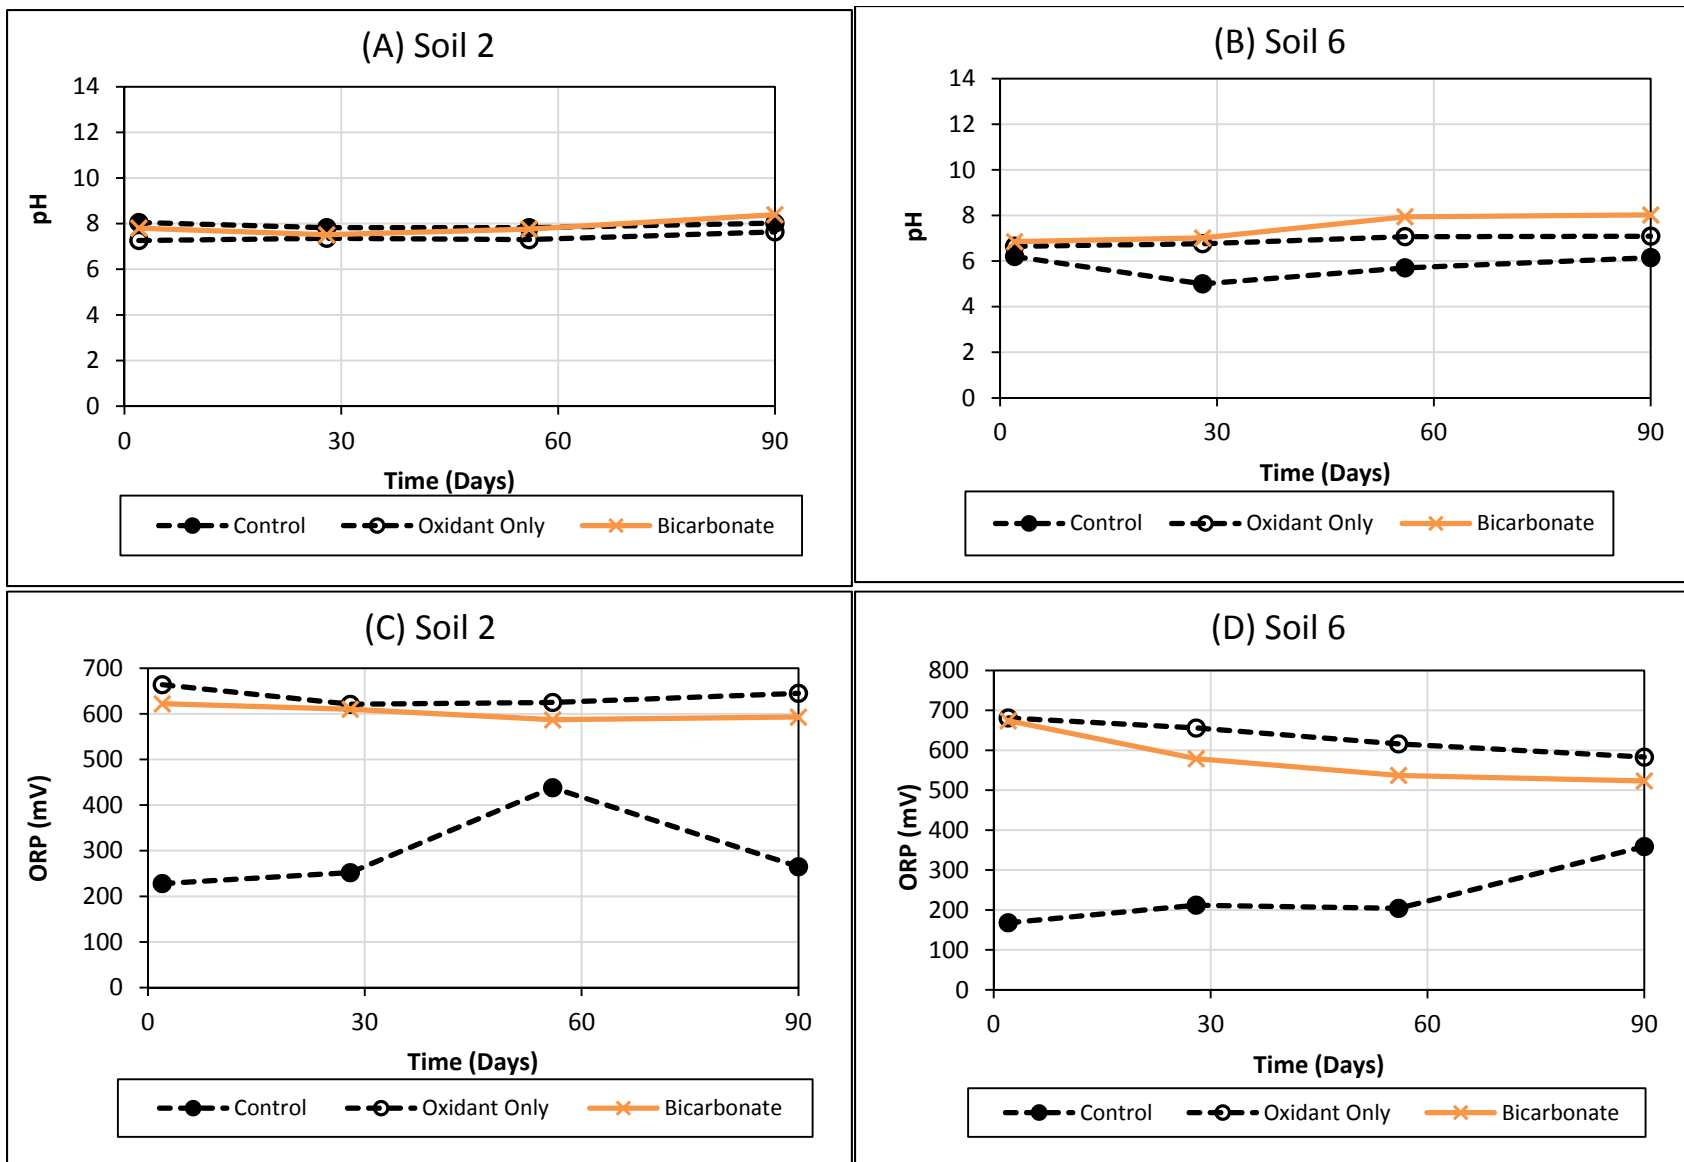 (A) Soil 2
14
12
10
8
6
4
2
0
pH
0 30 60 90
Time (Days)
Control Oxidant Only Bicarbonate
(B) Soil 6
14
12
10
8
6
4
2
0
pH
0 30 60 90
Time (Days)
Control Oxidant Only Bicarbonate
(C) Soil 2
700
600
500
400
300
200
100
0
ORP (mV)
0 30 60 90
Time (Days)
Control Oxidant Only Bicarbonate
(D) Soil 6
800
700
600
500
400
300
200
100
0
ORP (mV)
0 30 60 90
Time (Days)
Control Oxidant Only Bicarbonate